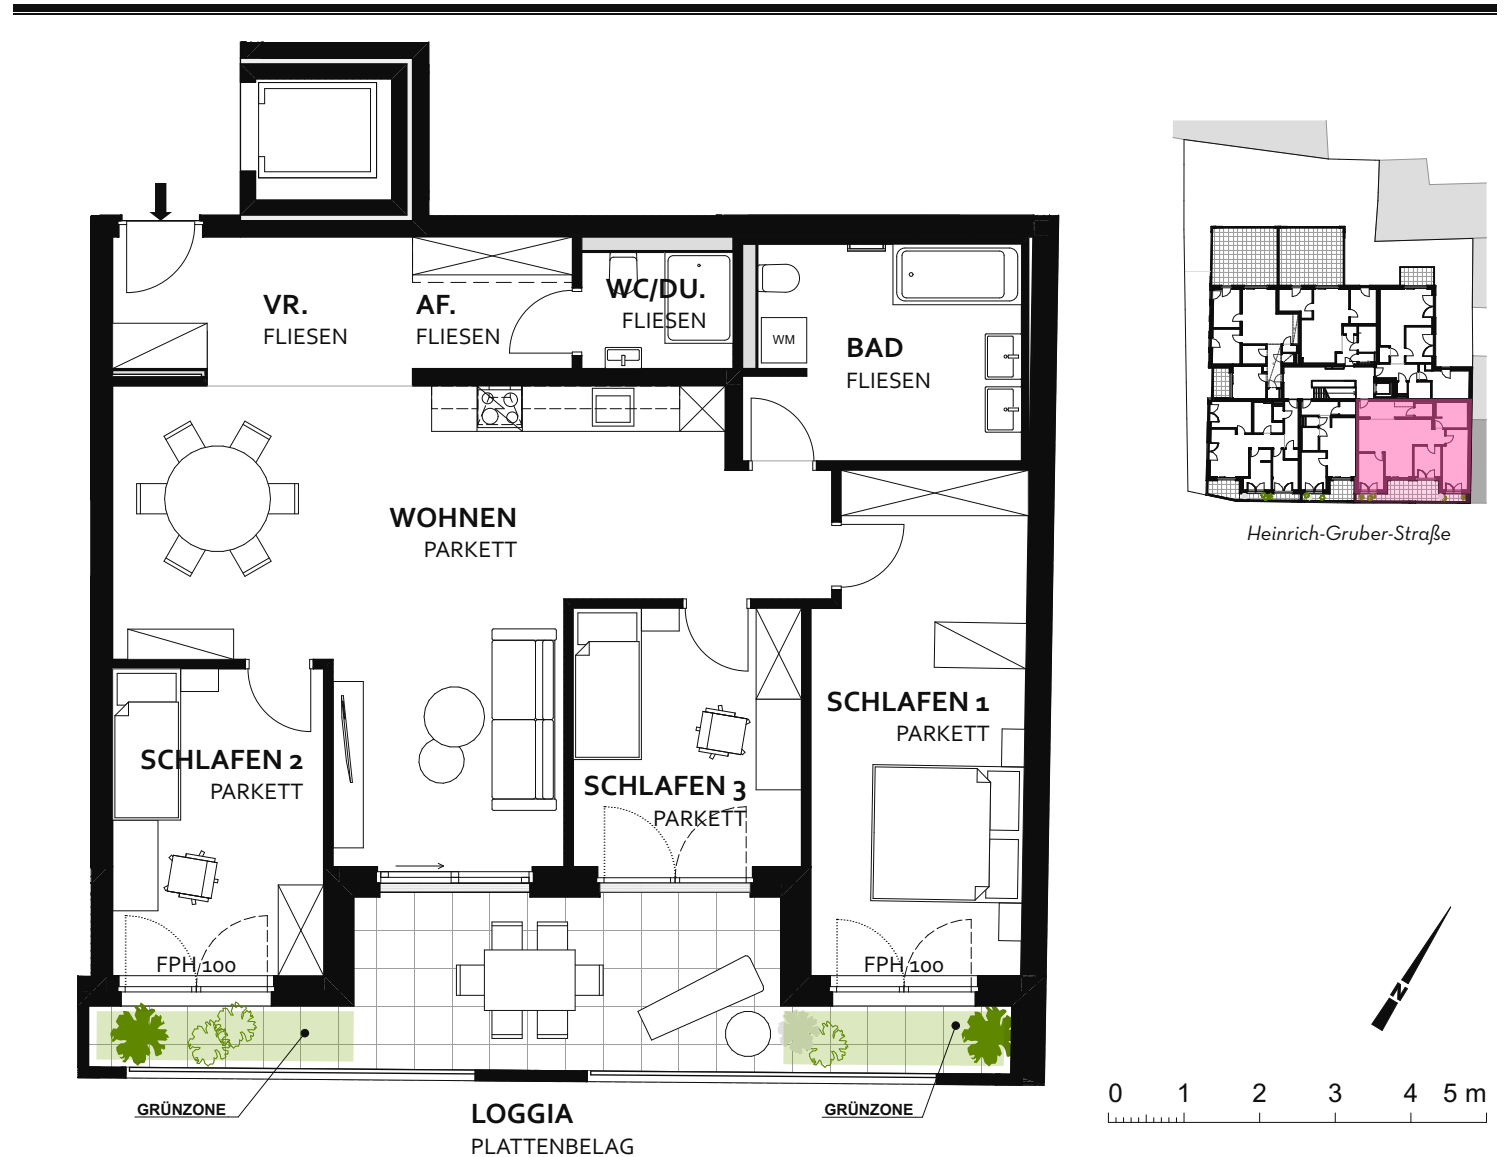 VR.
FLIESEN
AF.
FLIESEN
WC/DU.
FLIESEN
WM
BAD
FLIESEN
WOHNEN
PARKETT
Heinrich-Gruber-Straße
SCHLAFEN 1
PARKETT
SCHLAFEN 2
PARKETT
SCHLAFEN 3
PARKETT
FPH 100
FPH 100
N
GRÜNZONE
GRÜNZONE
LOGGIA
PLATTENBELAG
0 1 2 3 4 5 m